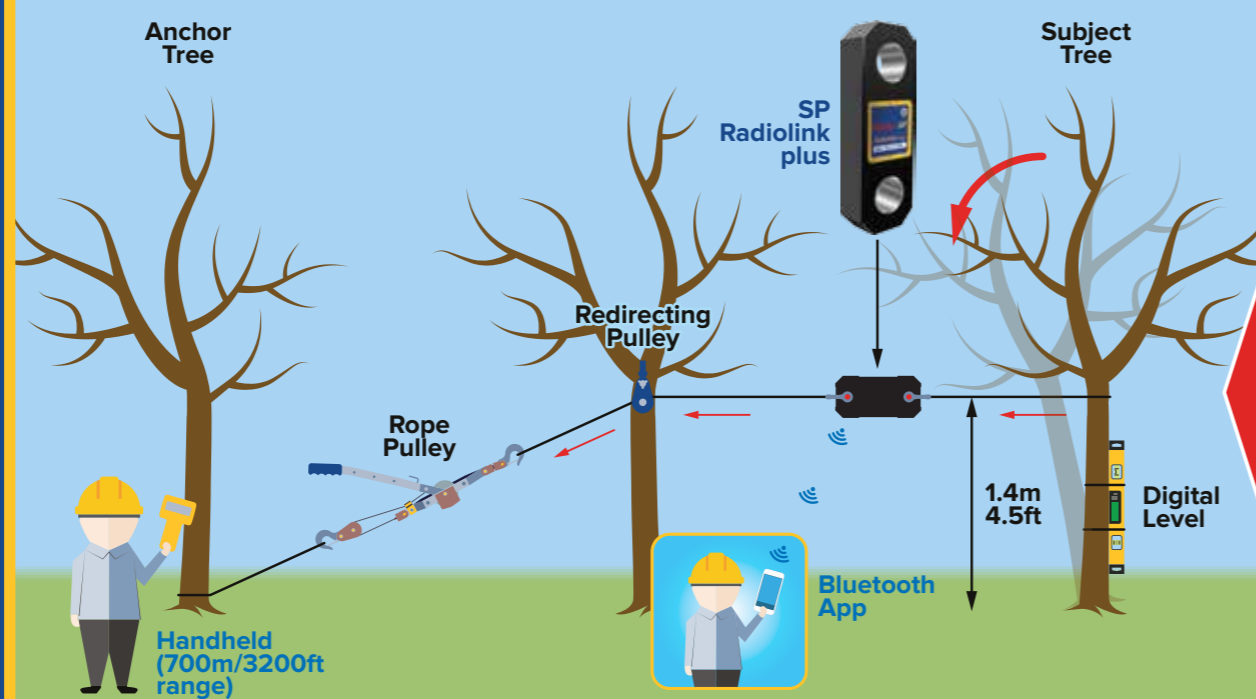 Anchor
Tree
Subject
Tree
SP
Radiolink
plus
Redirecting
Pulley
Rope
Pulley
1.4m
4.5ft
Digital
Level
Bluetooth
App
Handheld
(700m/3200ft
range)